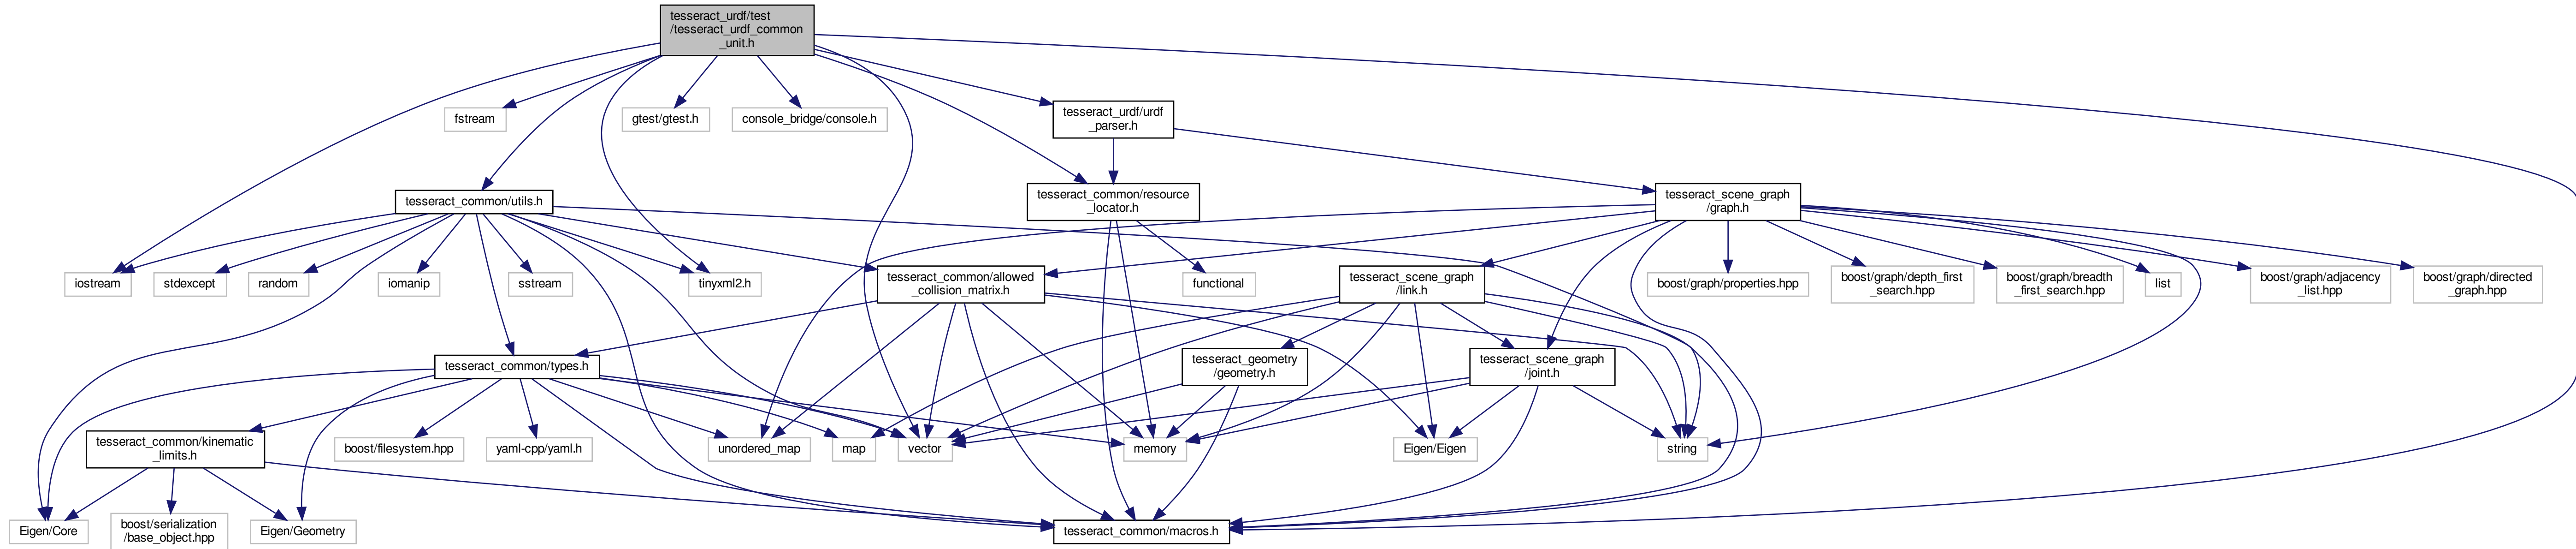 tesseract_urdf/test
/tesseract_urdf_common
_unit.h
fstream
gtest/gtest.h
console_bridge/console.h
tesseract_urdf/urdf
_parser.h
tesseract_common/utils.h
tesseract_common/resource
_locator.h
tesseract_scene_graph
/graph.h
iostream
stdexcept
random
iomanip
sstream
tinyxml2.h
tesseract_common/allowed
_collision_matrix.h
functional
tesseract_scene_graph
/link.h
boost/graph/properties.hpp
boost/graph/depth_first
_search.hpp
boost/graph/breadth
_first_search.hpp
list
boost/graph/adjacency
_list.hpp
boost/graph/directed
_graph.hpp
tesseract_common/types.h
tesseract_geometry
/geometry.h
tesseract_scene_graph
/joint.h
tesseract_common/kinematic
_limits.h
boost/filesystem.hpp
yaml-cpp/yaml.h
unordered_map
map
vector
memory
Eigen/Eigen
string
Eigen/Core
boost/serialization
/base_object.hpp
Eigen/Geometry
tesseract_common/macros.h